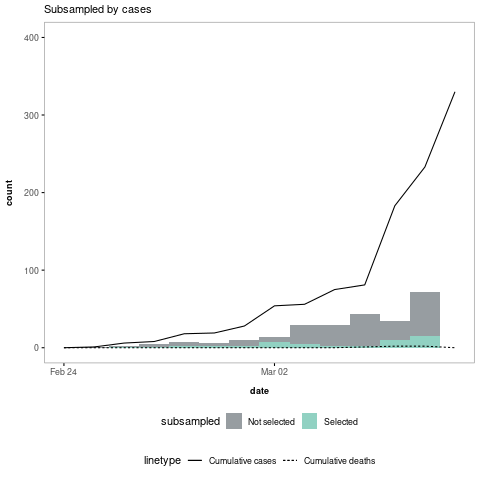 Subsampled by cases
400
300
200
100
0
count
Feb 24
Mar 02
date
subsampled Not selected Selected
linetype Cumulative cases Cumulative deaths